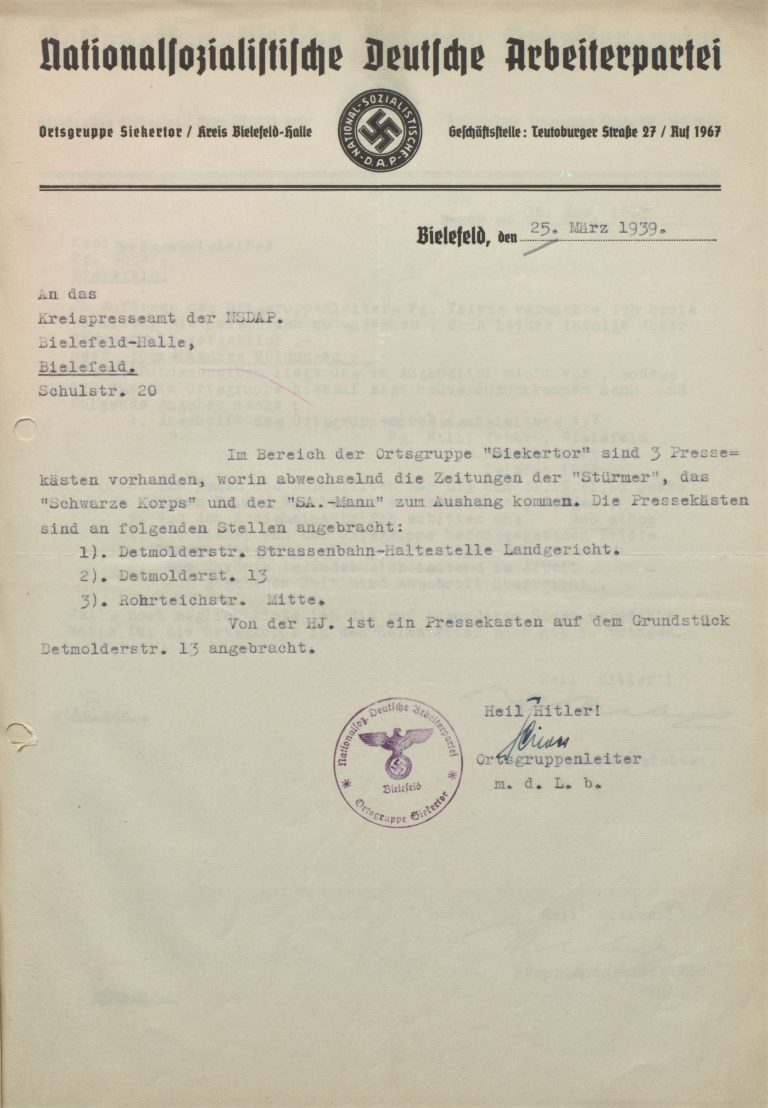 Nationalsozialistische Deutsche Arbeiterpartei
Ortsgruppe Siekertor / Kreis Bielefeld-Halle
NATIONAL-SOZIALISTISCHE D.A.P.
Geschäftsstelle: Teutoburger Straße 27 / Ruf 1967
Bielefeld, den 25. März 1939.
An das
Kreispresseamt der NSDAP.
Bielefeld-Halle,
Bielefeld.
Schulstr. 20
Im Bereich der Ortsgruppe "Siekertor" sind 3 Presse=
kästen vorhanden, worin abwechselnd die Zeitungen der "Stürmer", das
"Schwarze Korps" und der "SA.-Mann" zum Aushang kommen. Die Pressekästen
sind an folgenden Stellen angebracht:
1). Detmolderstr. Strassenbahn-Haltestelle Landgericht.
2). Detmolderst. 13
3). Rohrteichstr. Mitte.
Von der HJ. ist ein Pressekasten auf dem Grundstück
Detmolderstr. 13 angebracht.
Heil Hitler!
Ortsgruppenleiter
m. d. L. b.
Nationalsoz. Deutsche Arbeiterpartei
Bielefeld
Ortsgruppe Siekertor